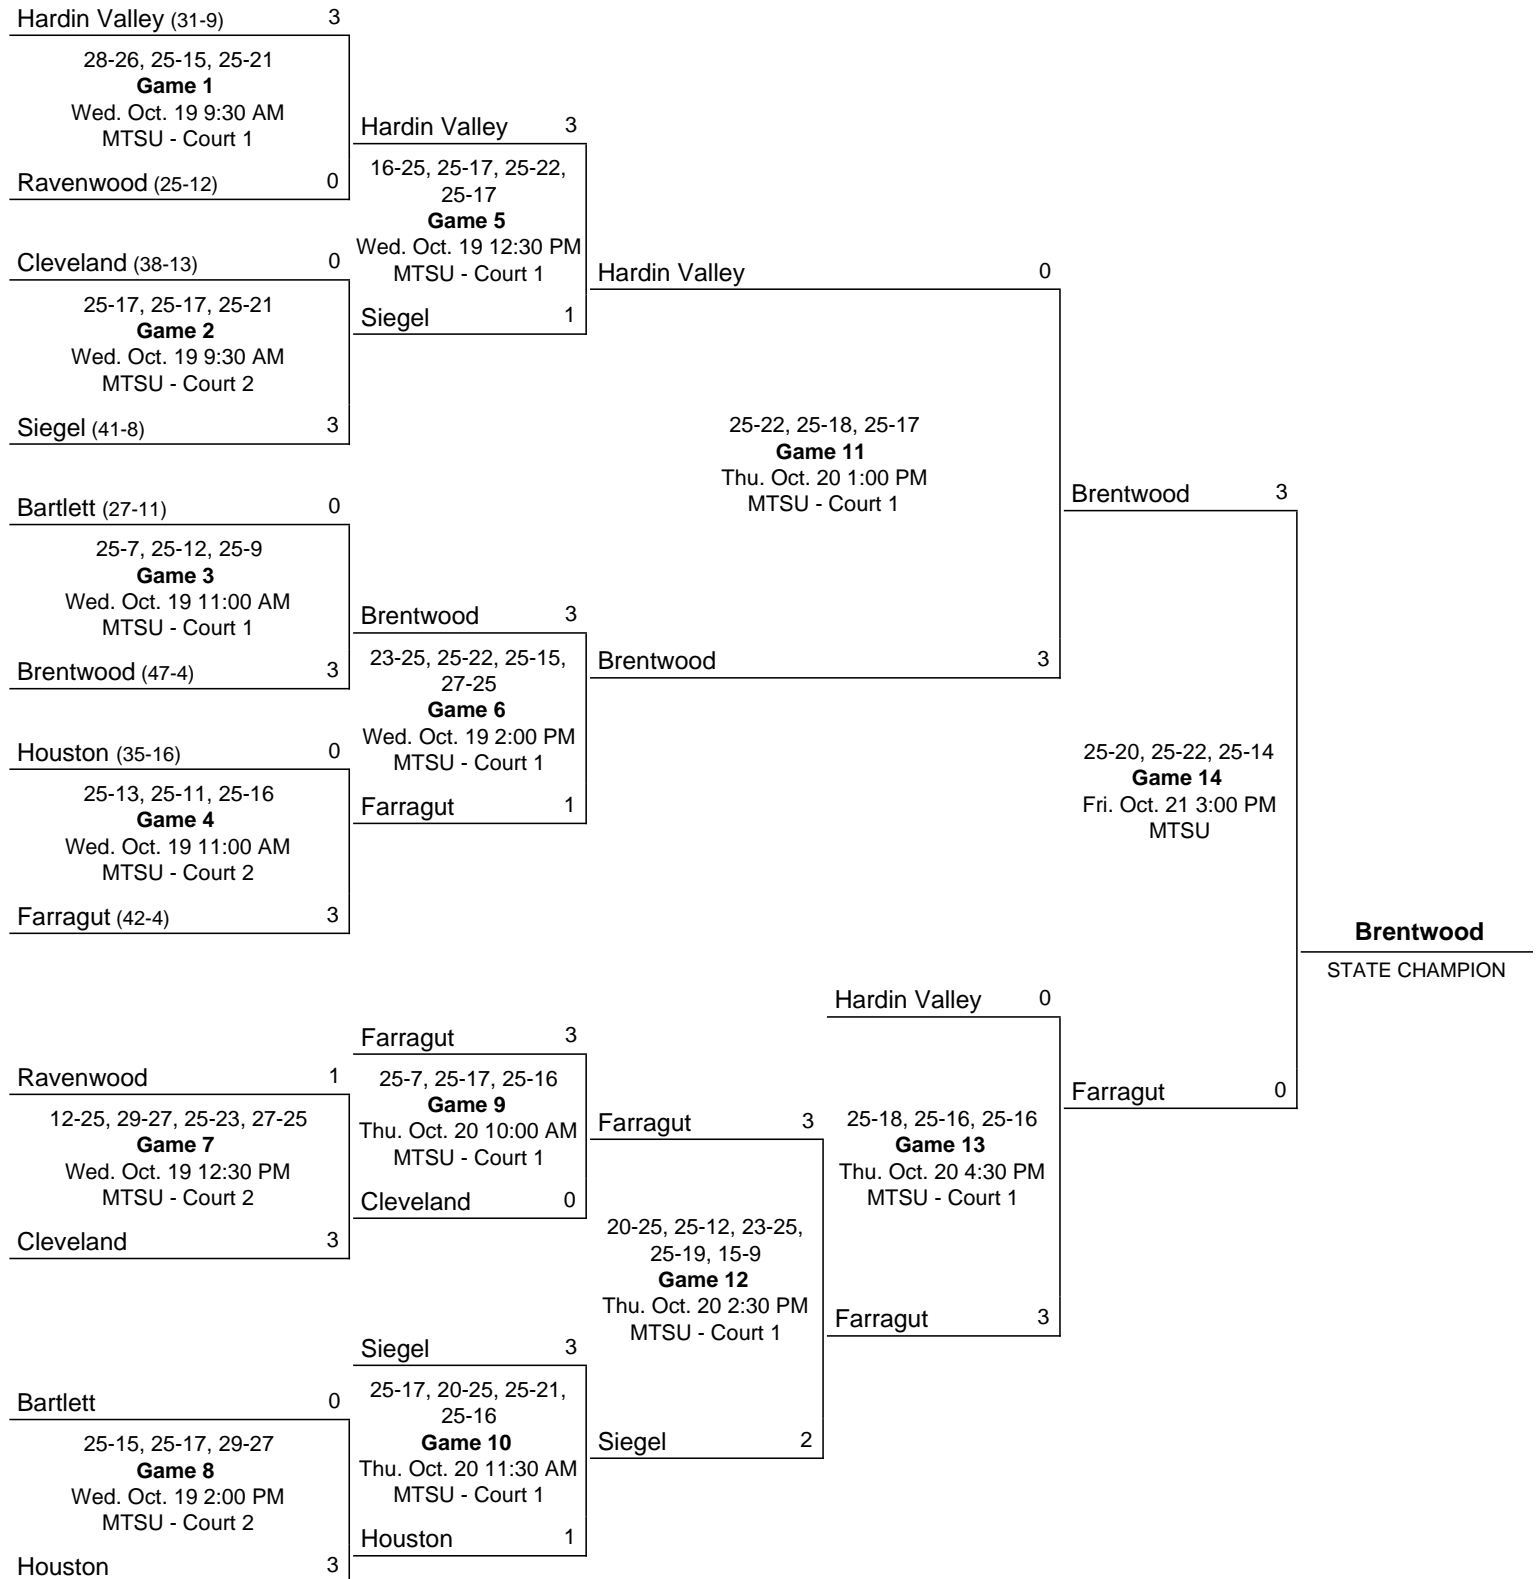 Hardin Valley (31-9) 3
28-26, 25-15, 25-21
Game 1
Wed. Oct. 19 9:30 AM
MTSU - Court 1
Ravenwood (25-12) 0
Cleveland (38-13) 0
25-17, 25-17, 25-21
Game 2
Wed. Oct. 19 9:30 AM
MTSU - Court 2
Siegel (41-8) 3
Bartlett (27-11) 0
25-7, 25-12, 25-9
Game 3
Wed. Oct. 19 11:00 AM
MTSU - Court 1
Brentwood (47-4) 3
Houston (35-16) 0
25-13, 25-11, 25-16
Game 4
Wed. Oct. 19 11:00 AM
MTSU - Court 2
Farragut (42-4) 3
Hardin Valley 3
16-25, 25-17, 25-22,
25-17
Game 5
Wed. Oct. 19 12:30 PM
MTSU - Court 1
Siegel 1
Brentwood 3
23-25, 25-22, 25-15,
27-25
Game 6
Wed. Oct. 19 2:00 PM
MTSU - Court 1
Farragut 1
Hardin Valley 0
25-22, 25-18, 25-17
Game 11
Thu. Oct. 20 1:00 PM
MTSU - Court 1
Brentwood 3
Brentwood 3
25-20, 25-22, 25-14
Game 14
Fri. Oct. 21 3:00 PM
MTSU
Farragut 0
Brentwood
STATE CHAMPION
Ravenwood 1
12-25, 29-27, 25-23, 27-25
Game 7
Wed. Oct. 19 12:30 PM
MTSU - Court 2
Cleveland 3
Bartlett 0
25-15, 25-17, 29-27
Game 8
Wed. Oct. 19 2:00 PM
MTSU - Court 2
Houston 3
Farragut 3
25-7, 25-17, 25-16
Game 9
Thu. Oct. 20 10:00 AM
MTSU - Court 1
Cleveland 0
Siegel 3
25-17, 20-25, 25-21,
25-16
Game 10
Thu. Oct. 20 11:30 AM
MTSU - Court 1
Houston 1
Farragut 3
20-25, 25-12, 23-25,
25-19, 15-9
Game 12
Thu. Oct. 20 2:30 PM
MTSU - Court 1
Siegel 2
Hardin Valley 0
25-18, 25-16, 25-16
Game 13
Thu. Oct. 20 4:30 PM
MTSU - Court 1
Farragut 3